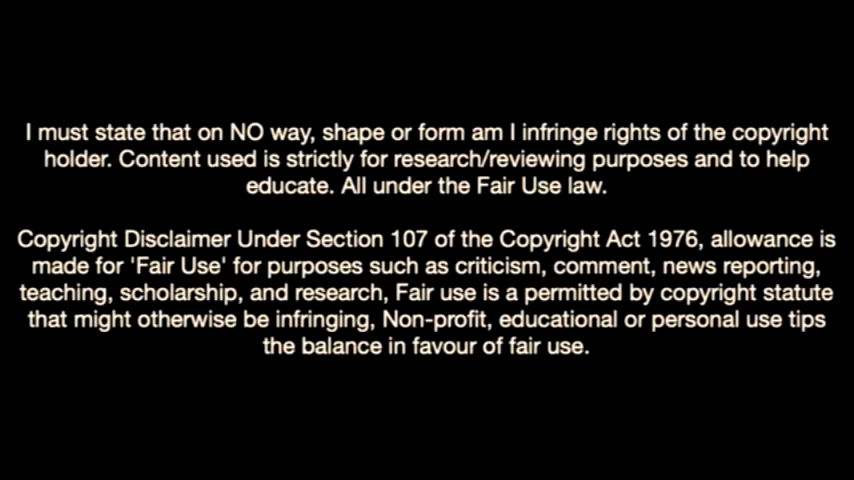 I must state that on NO way, shape or form am I infringe rights of the copyright
holder. Content used is strictly for research/reviewing purposes and to help
educate. All under the Fair Use law.
Copyright Disclaimer Under Section 107 of the Copyright Act 1976, allowance is
made for 'Fair Use' for purposes such as criticism, comment, news reporting,
teaching, scholarship, and research, Fair use is a permitted by copyright statute
that might otherwise be infringing, Non-profit, educational or personal use tips
the balance in favour of fair use.